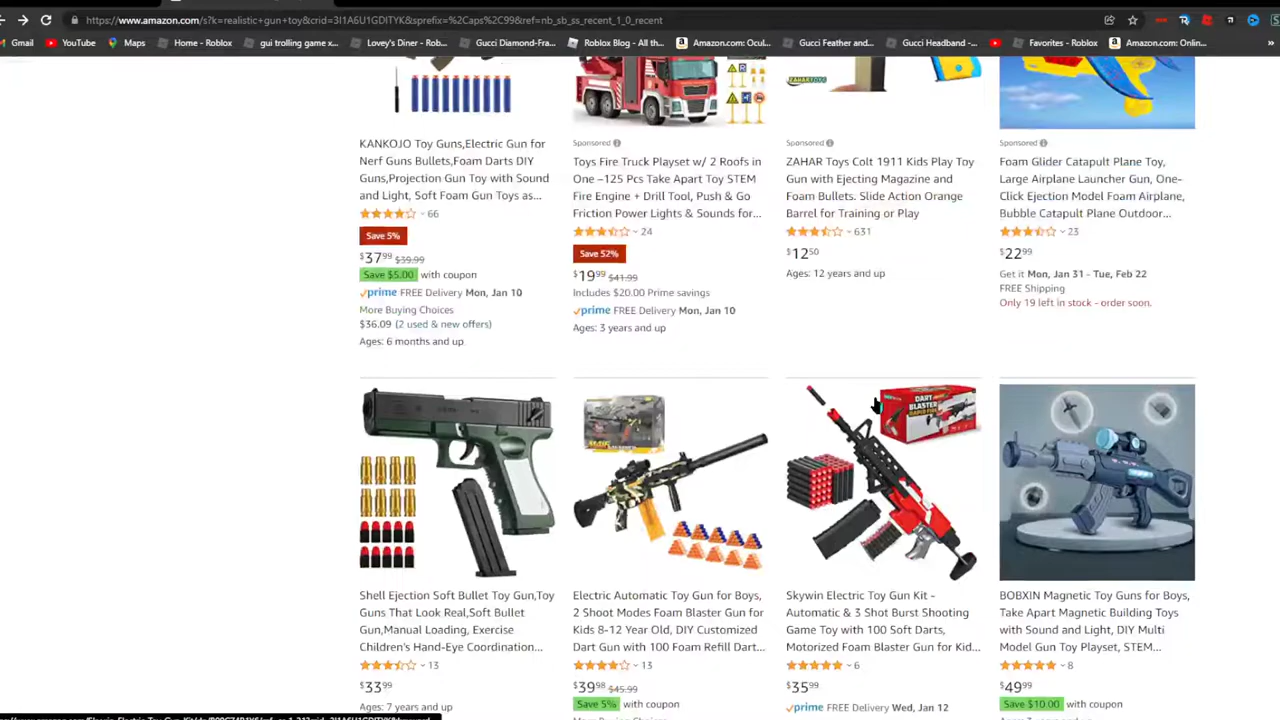 https://www.amazon.com/s?k=realistic+gun+toy&crid=3I1A6U1GDITYK&sprefix=%2Caps%2C99&ref=nb_sb_ss_recent_1_0_recent
Gmail YouTube Maps Home - Roblox gui trolling game x... Lovey's Diner - Rob... Gucci Diamond-Fra... Roblox Blog - All th... Amazon.com: Ocul... Gucci Feather and... Gucci Headband -... Favorites - Roblox Amazon.com: Onlin... »
KANKOJO Toy Guns,Electric Gun for
Nerf Guns Bullets,Foam Darts DIY
Guns,Projection Gun Toy with Sound
and Light, Soft Foam Gun Toys as...
66
Save 5%
$37.99 $39.99
Save $5.00 with coupon
prime FREE Delivery Mon, Jan 10
More Buying Choices
$36.09 (2 used & new offers)
Ages: 6 months and up
Sponsored
Toys Fire Truck Playset w/ 2 Roofs in
One –125 Pcs Take Apart Toy STEM
Fire Engine + Drill Tool, Push & Go
Friction Power Lights & Sounds for...
24
Save 52%
$19.99 $41.99
Includes $20.00 Prime savings
prime FREE Delivery Mon, Jan 10
Ages: 3 years and up
ZAHARTOYS
Sponsored
ZAHAR Toys Colt 1911 Kids Play Toy
Gun with Ejecting Magazine and
Foam Bullets. Slide Action Orange
Barrel for Training or Play
631
$12.50
Ages: 12 years and up
Sponsored
Foam Glider Catapult Plane Toy,
Large Airplane Launcher Gun, One-
Click Ejection Model Foam Airplane,
Bubble Catapult Plane Outdoor...
23
$22.99
Get it Mon, Jan 31 - Tue, Feb 22
FREE Shipping
Only 19 left in stock - order soon.
Shell Ejection Soft Bullet Toy Gun,Toy
Guns That Look Real,Soft Bullet
Gun,Manual Loading, Exercise
Children's Hand-Eye Coordination...
13
$33.99
Ages: 7 years and up
Electric Automatic Toy Gun for Boys,
2 Shoot Modes Foam Blaster Gun for
Kids 8-12 Year Old, DIY Customized
Dart Gun with 100 Foam Refill Dart...
13
$39.98 $45.99
Save 5% with coupon
DART
BLASTER
RAPID FIRE
Skywin Electric Toy Gun Kit -
Automatic & 3 Shot Burst Shooting
Game Toy with 100 Soft Darts,
Motorized Foam Blaster Gun for Kid...
6
$35.99
prime FREE Delivery Wed, Jan 12
BOBXIN Magnetic Toy Guns for Boys,
Take Apart Magnetic Building Toys
with Sound and Light, DIY Multi
Model Gun Toy Playset, STEM...
8
$49.99
Save $10.00 with coupon